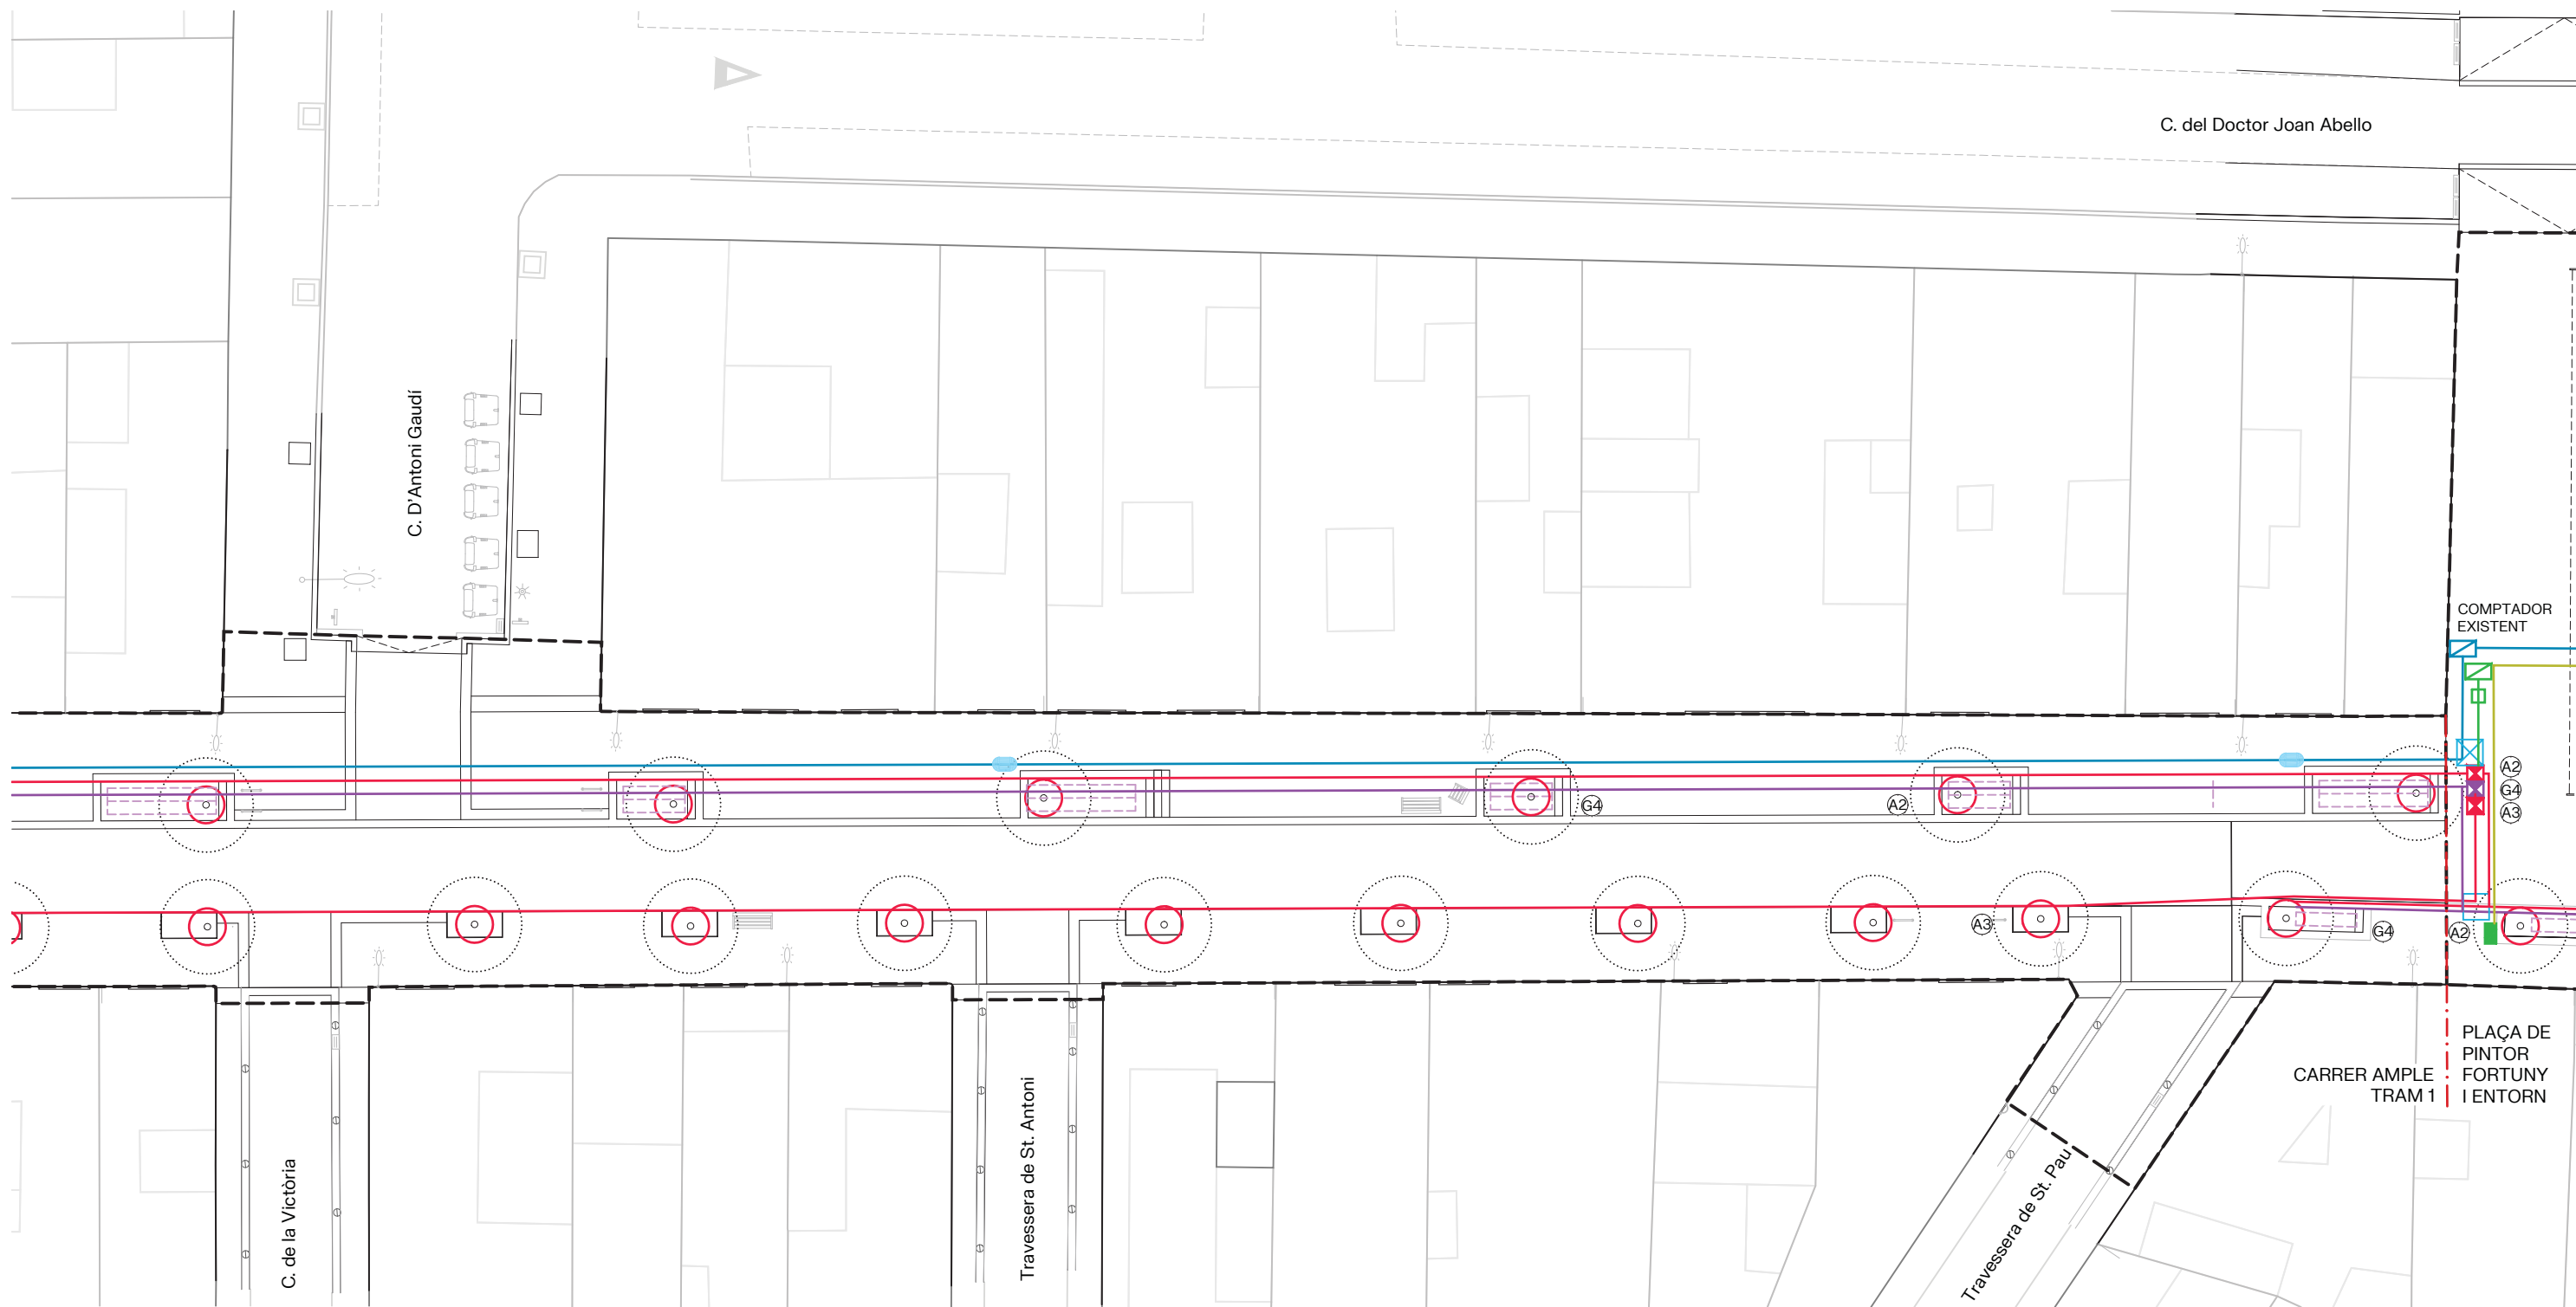 C. del Doctor Joan Abello
C. D'Antoni Gaudí
COMPTADOR
EXISTENT
A2
G4
A3
G4
A2
A3
G4
A2
PLAÇA DE
PINTOR
FORTUNY
I ENTORN
CARRER AMPLE
TRAM 1
C. de la Victòria
Travessera de St. Antoni
Travessera de St. Pau